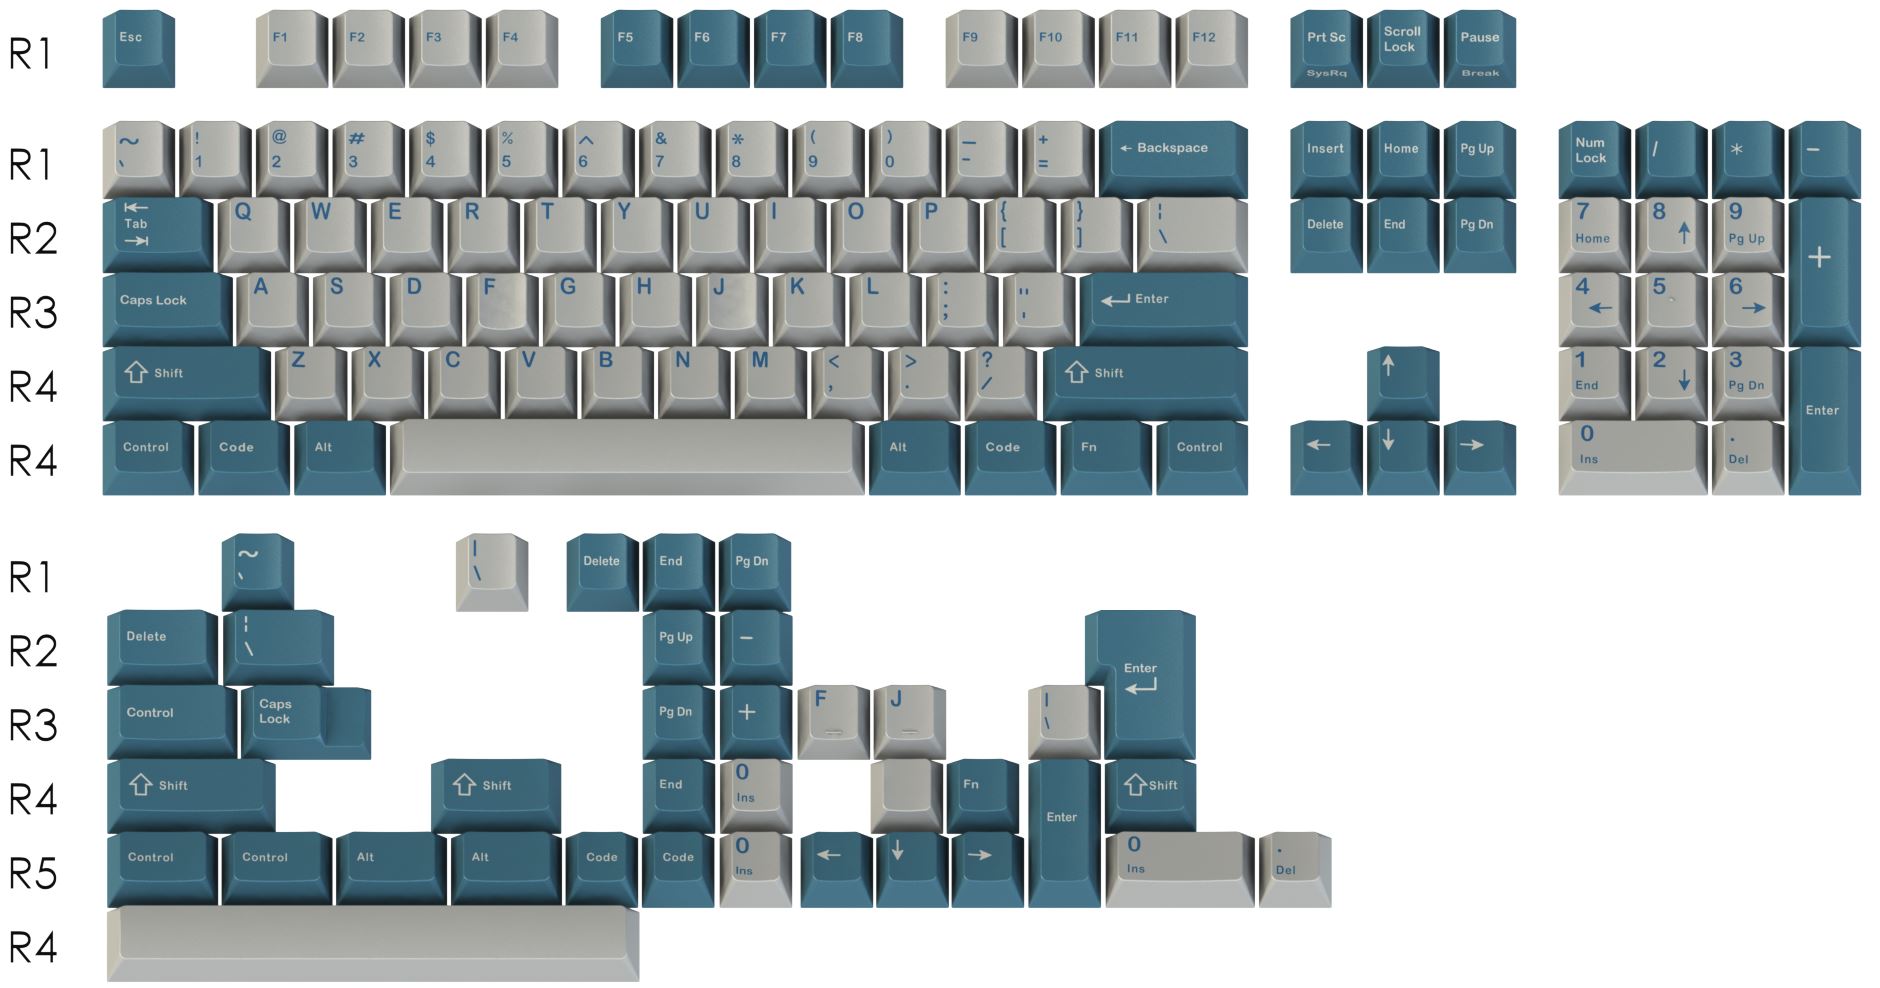 R1 Esc F1 F2 F3 F4 F5 F6 F7 F8 F9 F10 F11 F12 Prt Sc SysRq Scroll Lock Pause Break
R1 ~ ` ! 1 @ 2 # 3 $ 4 % 5 ^ 6 & 7 * 8 ( 9 ) 0 — - + = ← Backspace Insert Home Pg Up Num Lock / * −
R2 ⇤ Tab ⇥ Q W E R T Y U I O P { [ } ] ¦ \ Delete End Pg Dn 7 Home 8 ↑ 9 Pg Up +
R3 Caps Lock A S D F G H J K L : ; " ' ↵ Enter 4 ← 5 6 →
R4 ⇧ Shift Z X C V B N M < , > . ? / ⇧ Shift ↑ 1 End 2 ↓ 3 Pg Dn Enter
R4 Control Code Alt Alt Code Fn Control ← ↓ → 0 Ins . Del
R1 ~ ` | \ Delete End Pg Dn
R2 Delete ¦ \ Pg Up − Enter ↵
R3 Control Caps Lock Pg Dn + F J | \
R4 ⇧ Shift ⇧ Shift End 0 Ins Fn Enter ⇧ Shift
R5 Control Control Alt Alt Code Code 0 Ins ← ↓ → 0 Ins . Del
R4